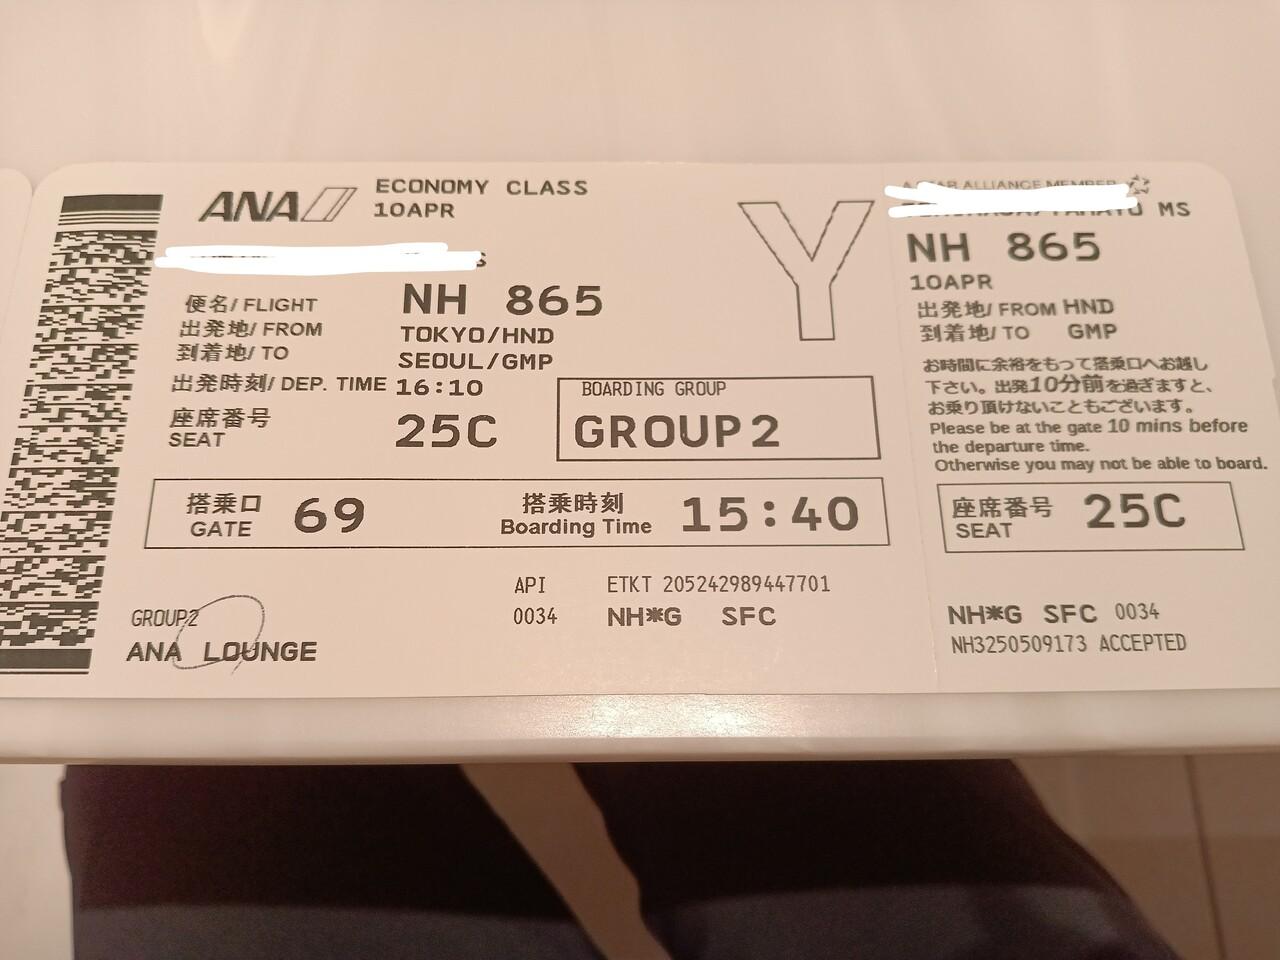 ANA
ECONOMY CLASS
10APR
便名/ FLIGHT NH 865
出発地/ FROM TOKYO/HND
到着地/ TO SEOUL/GMP
出発時刻/ DEP. TIME 16:10
座席番号
SEAT 25C
Y
BOARDING GROUP
GROUP2
搭乗口
GATE 69
搭乗時刻
Boarding Time 15:40
API ETKT 205242989447701
0034 NH*G SFC
GROUP2
ANA LOUNGE
MS
NH 865
10APR
出発地/ FROM HND
到着地/ TO GMP
お時間に余裕をもって搭乗口へお越し
下さい。出発10分前を過ぎますと、
お乗り頂けないこともございます。
Please be at the gate 10 mins before
the departure time.
Otherwise you may not be able to board.
座席番号
SEAT 25C
NH*G SFC 0034
NH3250509173 ACCEPTED